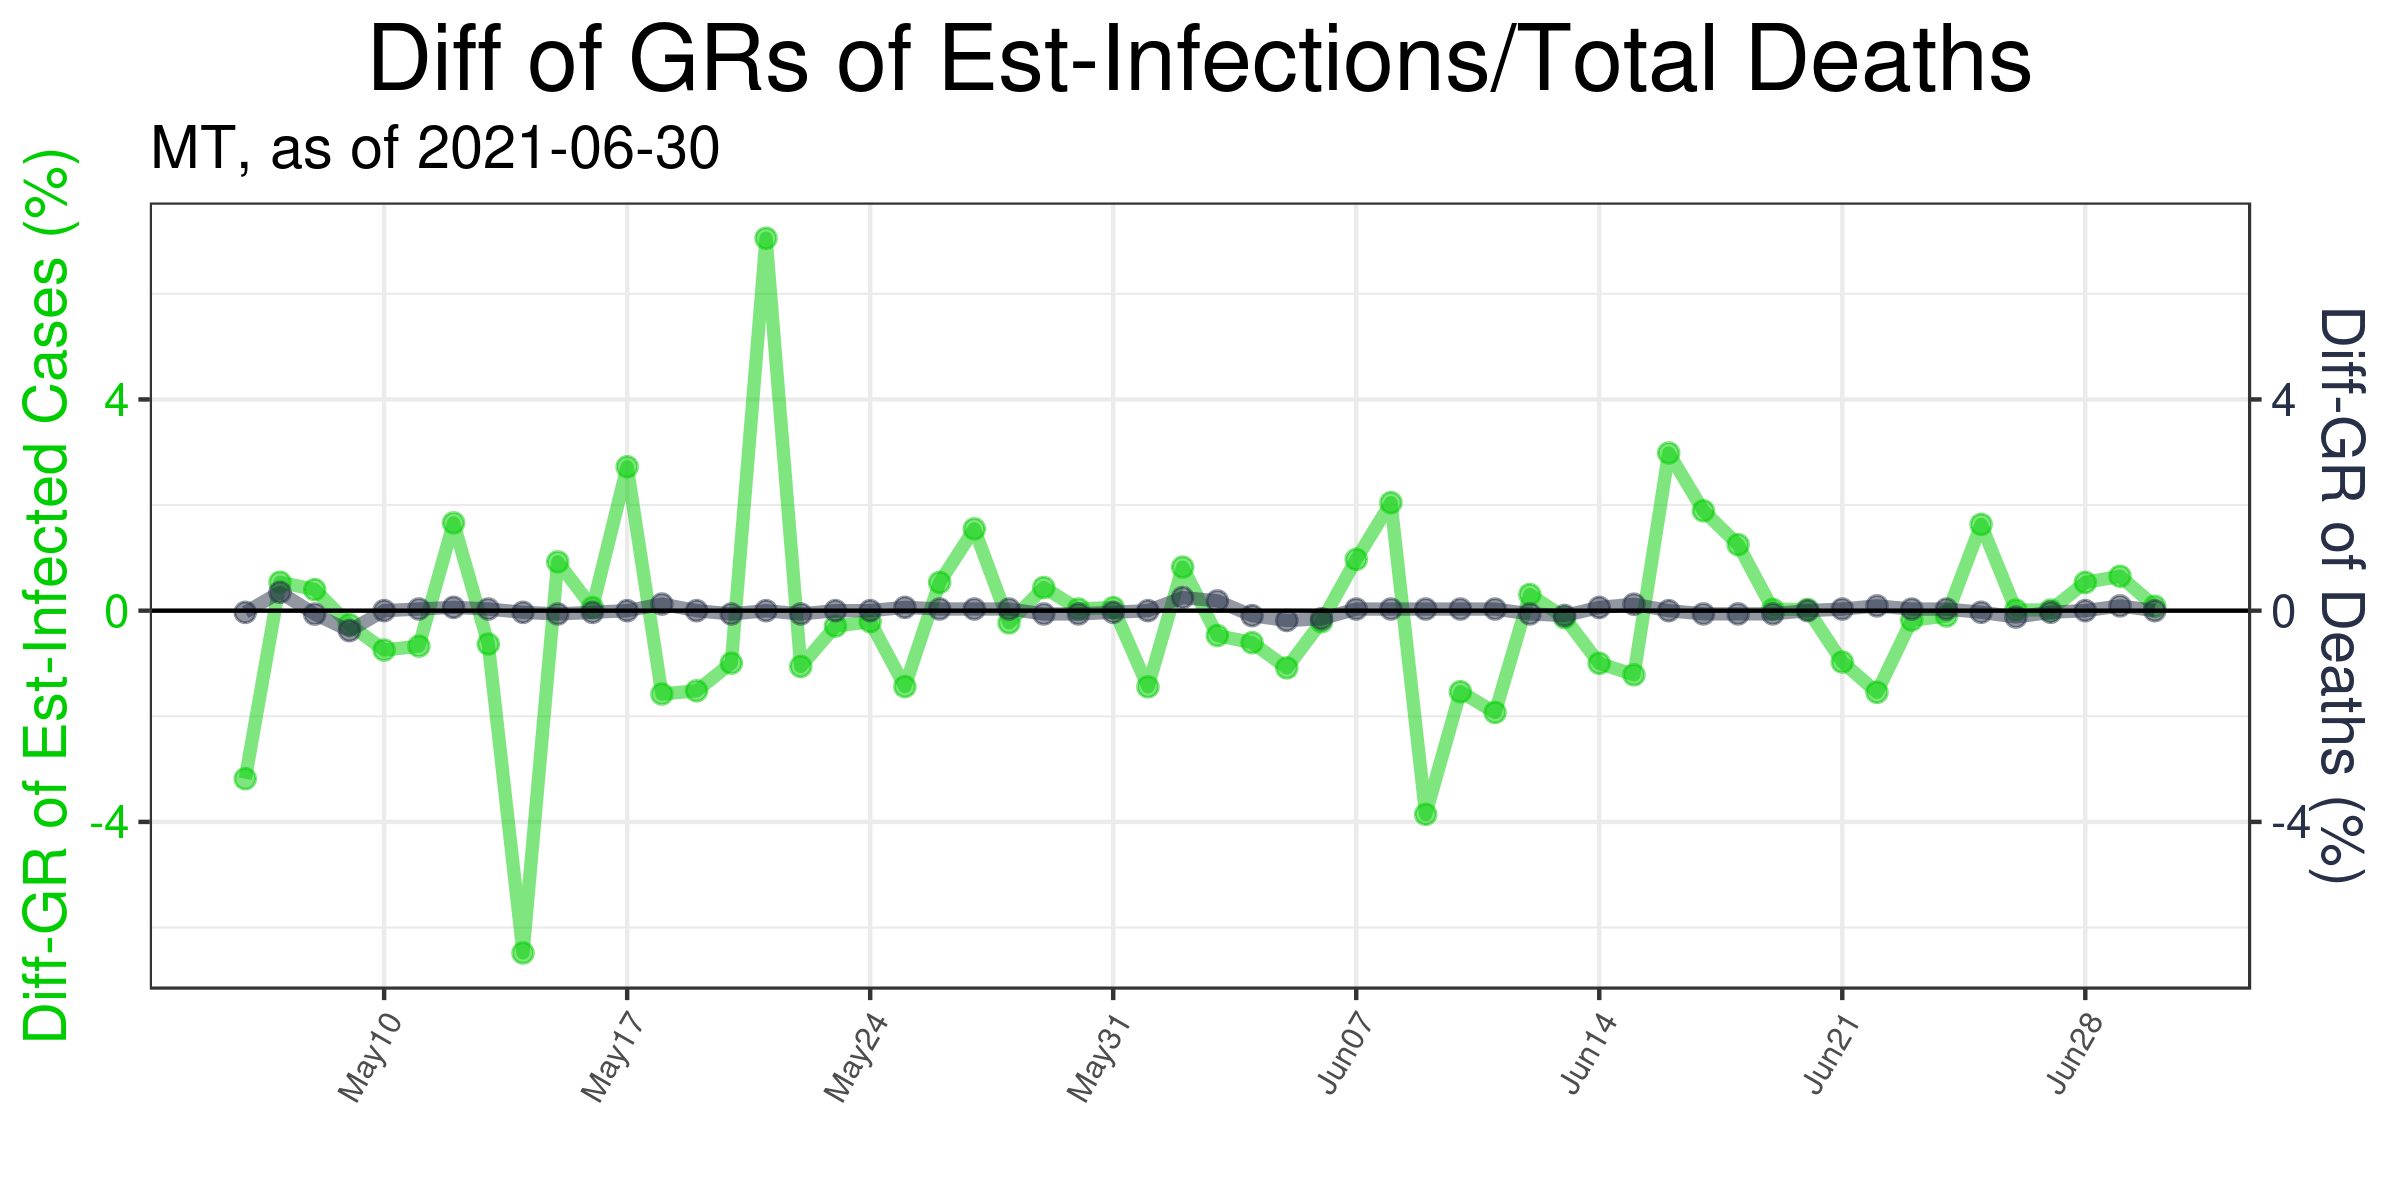 Diff of GRs of Est-Infections/Total Deaths
MT, as of 2021-06-30
Diff-GR of Est-Infected Cases (%)
4
0
-4
4
0
-4
Diff-GR of Deaths (%)
May10
May17
May24
May31
Jun07
Jun14
Jun21
Jun28